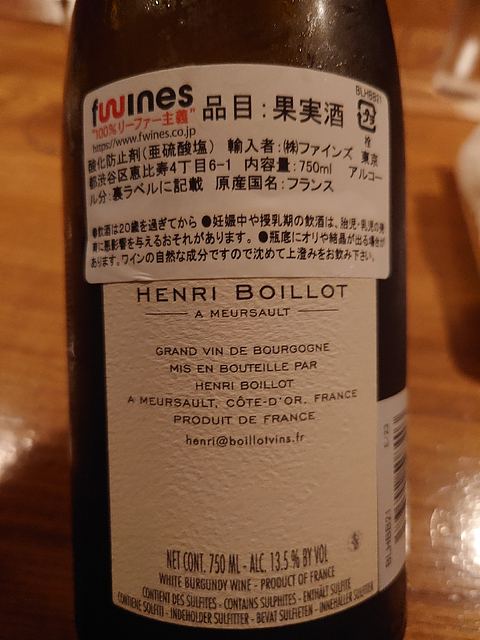 fwines 品目:果実酒
"100%リーファー主義"
https://www.fwines.co.jp
BLHBB21
栓
酸化防止剤(亜硫酸塩) 輸入者:(株)ファインズ 東京
都渋谷区恵比寿4丁目6-1 内容量:750ml アルコー
ル分:裏ラベルに記載 原産国名:フランス
●飲酒は20歳を過ぎてから ●妊娠中や授乳期の飲酒は、胎児・乳児の発
育に悪影響を与えるおそれがあります。 ●瓶底にオリや結晶が出る場合が
あります。ワインの自然な成分ですので沈めて上澄みをお飲み下さい。
HENRI BOILLOT
A MEURSAULT
GRAND VIN DE BOURGOGNE
MIS EN BOUTEILLE PAR
HENRI BOILLOT
A MEURSAULT, CÔTE-D'OR, FRANCE
PRODUIT DE FRANCE
henri@boillotvins.fr
NET CONT. 750 ML - ALC. 13.5 % BY VOL
WHITE BURGUNDY WINE - PRODUCT OF FRANCE
CONTIENT DES SULFITES - CONTAINS SULPHITES - ENTHÄLT SULFITE
CONTIENE SOLFITI - INDEHOLDER SULFITTER - BEVAT SULFIETEN - INNEHÅLLER SULFITER
BLHBB21